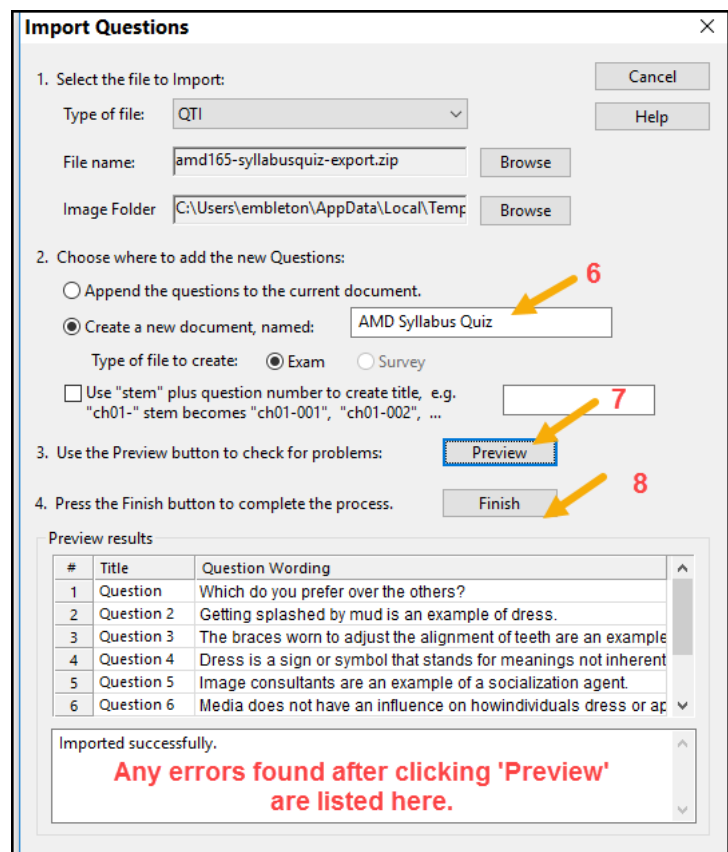 Import Questions
1. Select the file to Import:
Cancel
Type of file: QTI
Help
File name: amd165-syllabusquiz-export.zip Browse
Image Folder C:\Users\embleton\AppData\Local\Temp Browse
2. Choose where to add the new Questions:
6
Append the questions to the current document.
Create a new document, named: AMD Syllabus Quiz
Type of file to create: Exam Survey
Use "stem" plus question number to create title, e.g.
"ch01-" stem becomes "ch01-001", "ch01-002", ...
7
3. Use the Preview button to check for problems: Preview
8
4. Press the Finish button to complete the process. Finish
Preview results
# Title Question Wording
1 Question Which do you prefer over the others?
2 Question 2 Getting splashed by mud is an example of dress.
3 Question 3 The braces worn to adjust the alignment of teeth are an example
4 Question 4 Dress is a sign or symbol that stands for meanings not inherent
5 Question 5 Image consultants are an example of a socialization agent.
6 Question 6 Media does not have an influence on howindividuals dress or ap
Imported successfully.
Any errors found after clicking 'Preview'
are listed here.